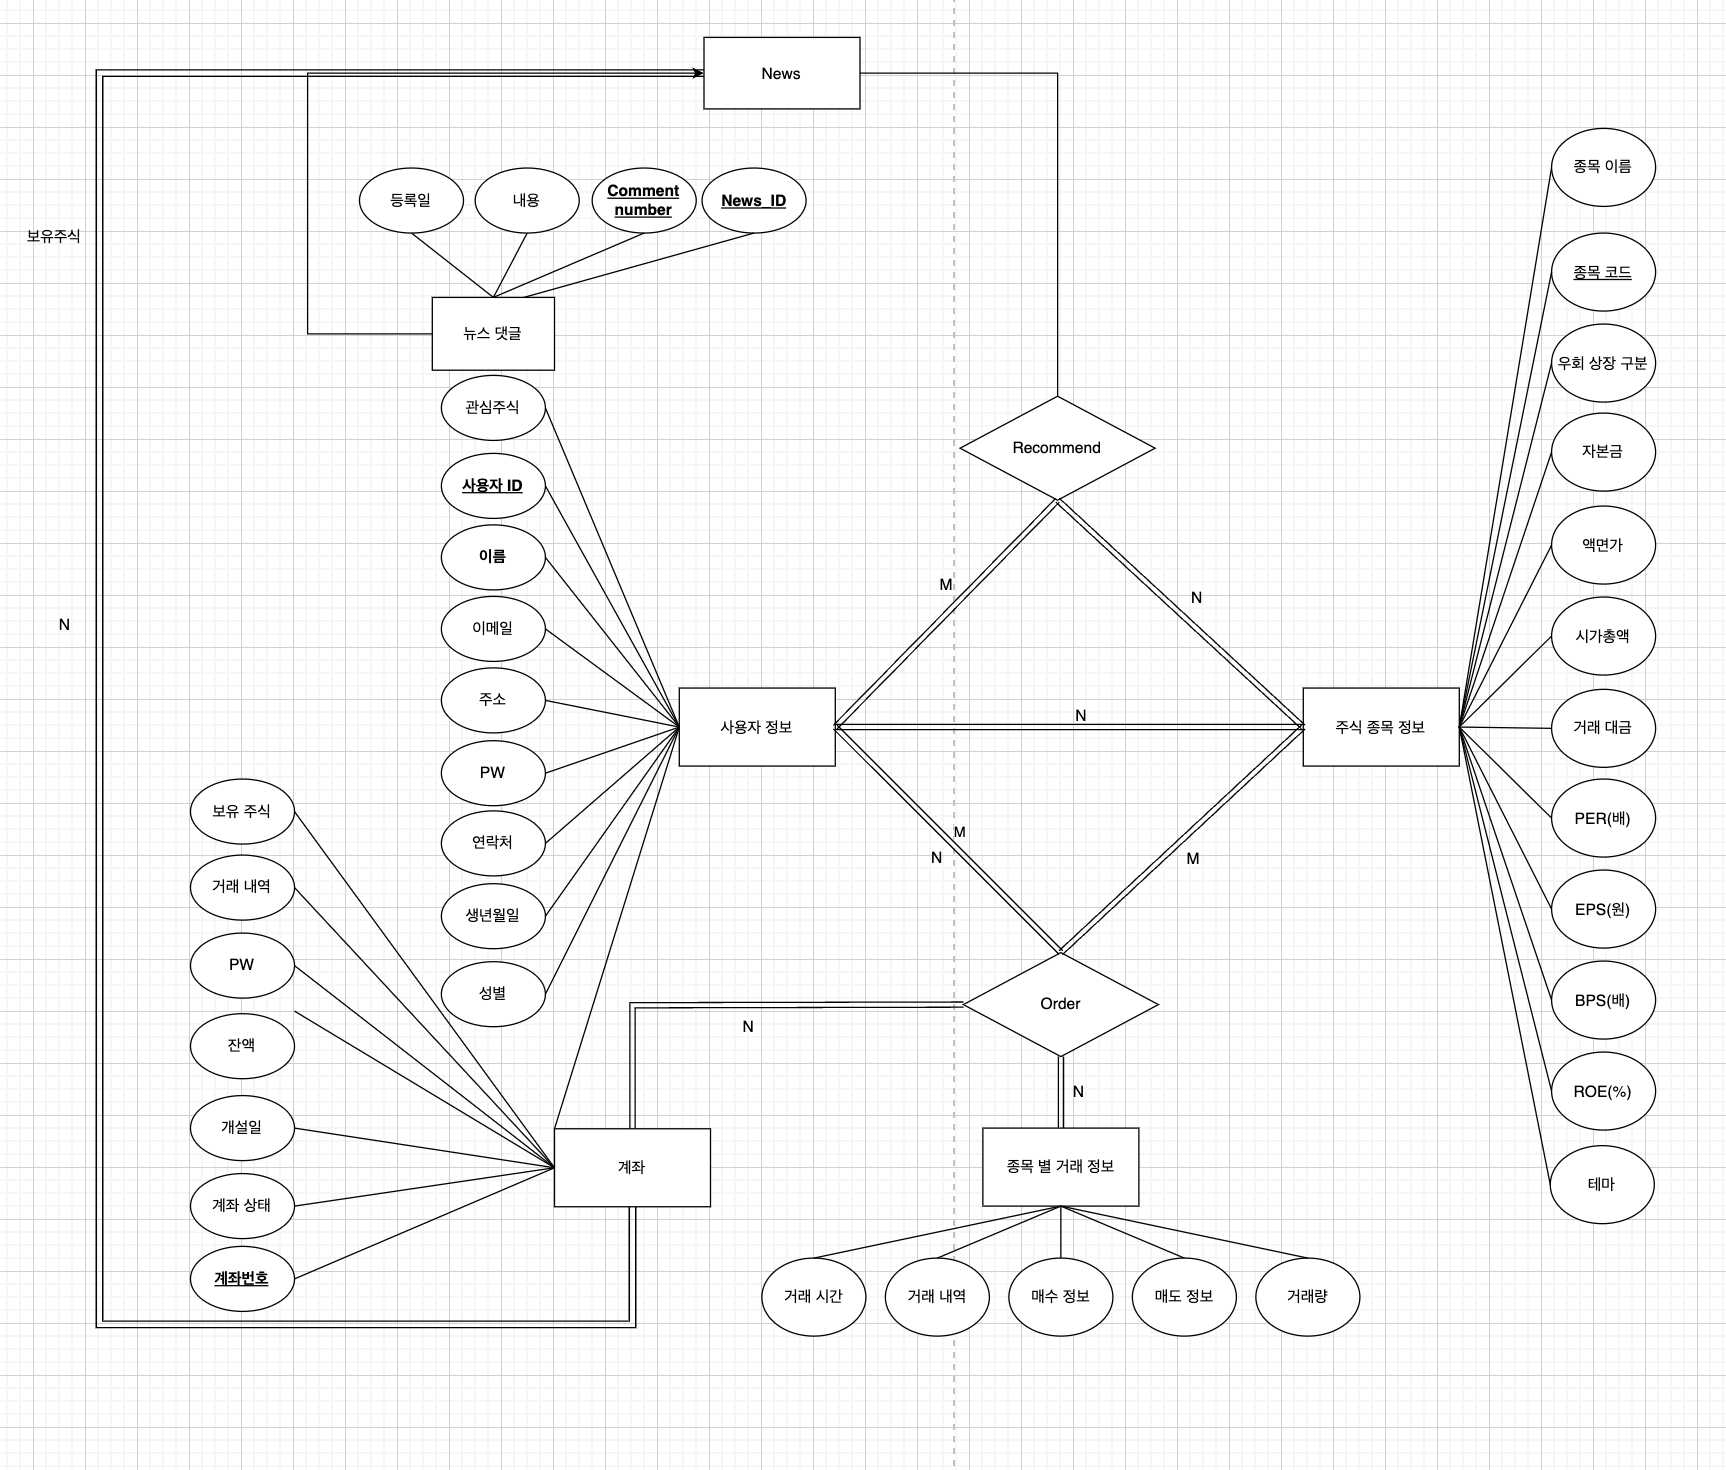 News
등록일
내용
Comment
number
News_ID
보유주식
뉴스 댓글
관심주식
사용자 ID
이름
이메일
주소
PW
연락처
생년월일
성별
N
Recommend
M
N
사용자 정보
N
주식 종목 정보
M
N
M
종목 이름
종목 코드
우회 상장 구분
자본금
액면가
시가총액
거래 대금
PER(배)
EPS(원)
BPS(배)
ROE(%)
테마
보유 주식
거래 내역
PW
잔액
개설일
계좌 상태
계좌번호
계좌
N
Order
N
종목 별 거래 정보
거래 시간
거래 내역
매수 정보
매도 정보
거래량